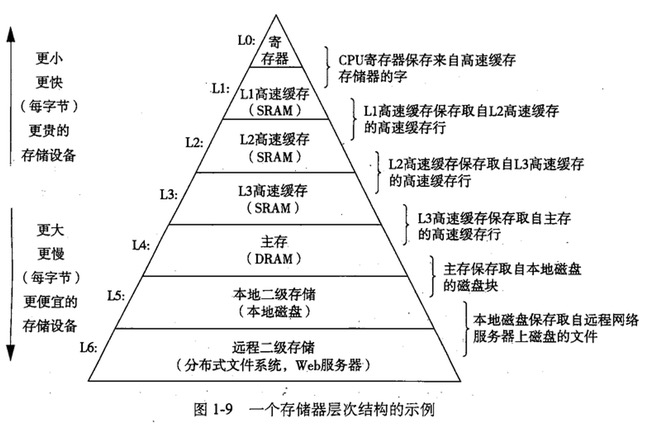 更小
更快
（每字节）
更贵的
存储设备
更大
更慢
（每字节）
更便宜的
存储设备
L0:
寄
存器
L1:
L1高速缓存
（SRAM）
L2:
L2高速缓存
（SRAM）
L3:
L3高速缓存
（SRAM）
L4:
主存
（DRAM）
L5:
本地二级存储
（本地磁盘）
L6:
远程二级存储
（分布式文件系统，Web服务器）
CPU寄存器保存来自高速缓存
存储器的字
L1高速缓存保存取自L2高速缓存
的高速缓存行
L2高速缓存保存取自L3高速缓存
的高速缓存行
L3高速缓存保存取自主存
的高速缓存行
主存保存取自本地磁盘
的磁盘块
本地磁盘保存取自远程网络
服务器上磁盘的文件
图 1-9 一个存储器层次结构的示例